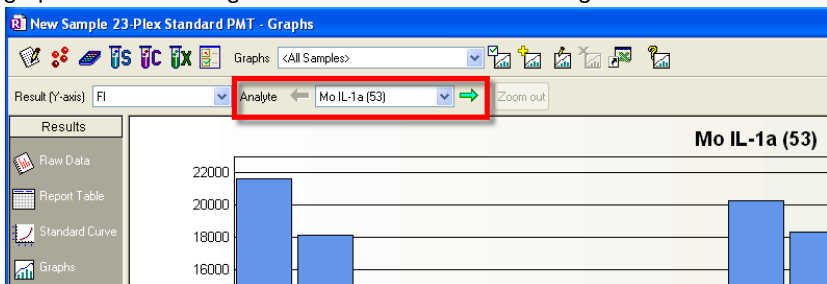 New Sample 23-Plex Standard PMT - Graphs
Graphs <All Samples>
Result (Y-axis) FI Analyte Mo IL-1a (53) Zoom out
Results
Raw Data
Report Table
Standard Curve
Graphs
Mo IL-1a (53)
22000
20000
18000
16000